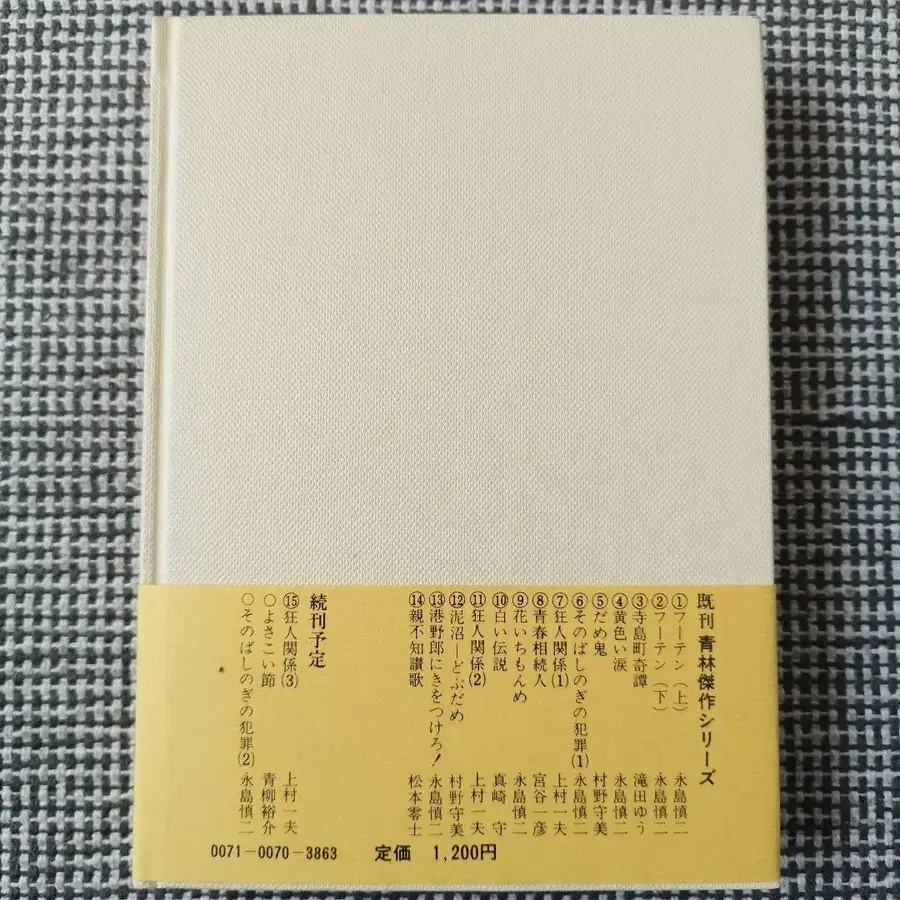 既刊 青林傑作シリーズ
①フーテン（上） 永島慎二
②フーテン（下） 永島慎二
③寺島町奇譚 滝田ゆう
④黄色い涙 永島慎二
⑤だめ鬼 村野守美
⑥そのばしのぎの犯罪(1) 永島慎二
⑦狂人関係(1) 上村一夫
⑧青春相続人 宮谷一彦
⑨花いちもんめ 永島慎二
⑩白い伝説 真崎 守
⑪狂人関係(2) 上村一夫
⑫泥沼―どぶだめ 村野守美
⑬港野郎にきをつけろ！ 永島慎二
⑭親不知讃歌 松本零士
続刊予定
⑮狂人関係(3) 上村一夫
○よさこい節 青柳裕介
○そのばしのぎの犯罪(2) 永島慎二
0071-0070-3863 定価 1,200円